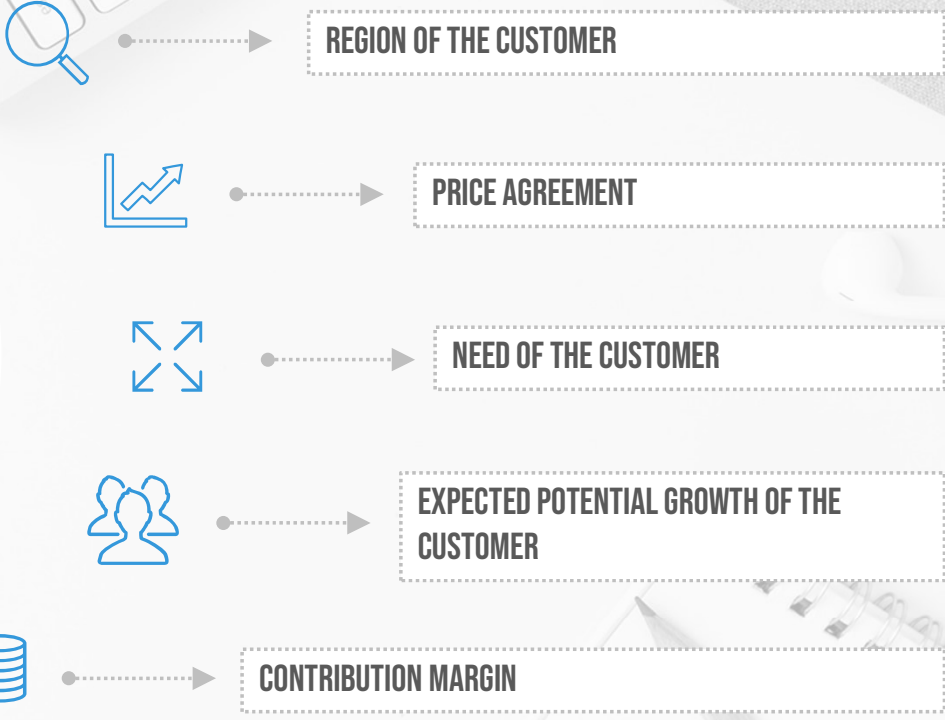 REGION OF THE CUSTOMER
PRICE AGREEMENT
NEED OF THE CUSTOMER
EXPECTED POTENTIAL GROWTH OF THE
CUSTOMER
CONTRIBUTION MARGIN